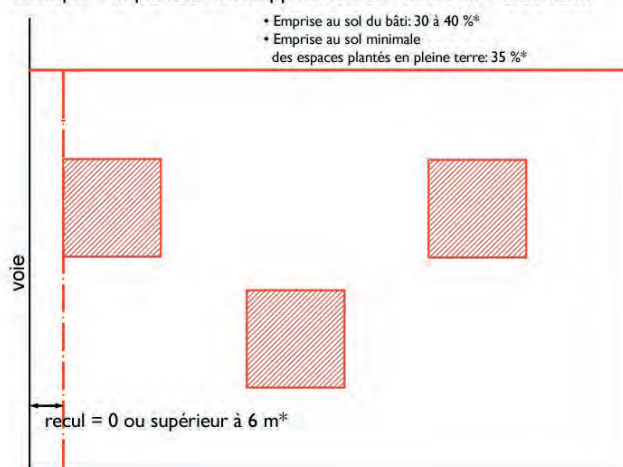 • Emprise au sol du bâti: 30 à 40 %*
• Emprise au sol minimale
des espaces plantés en pleine terre: 35 %*
voie
recul = 0 ou supérieur à 6 m*